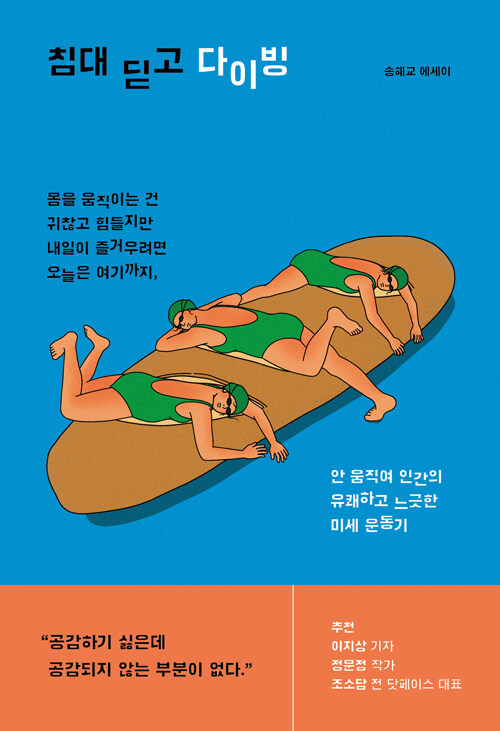 침대 딛고 다이빙
송혜교 에세이
몸을 움직이는 건
귀찮고 힘들지만
내일이 즐거우려면
오늘은 여기까지,
안 움직여 인간의
유쾌하고 느긋한
미세 운동기
“공감하기 싫은데
공감되지 않는 부분이 없다.”
추천
이지상 기자
정문정 작가
조소담 전 닷페이스 대표